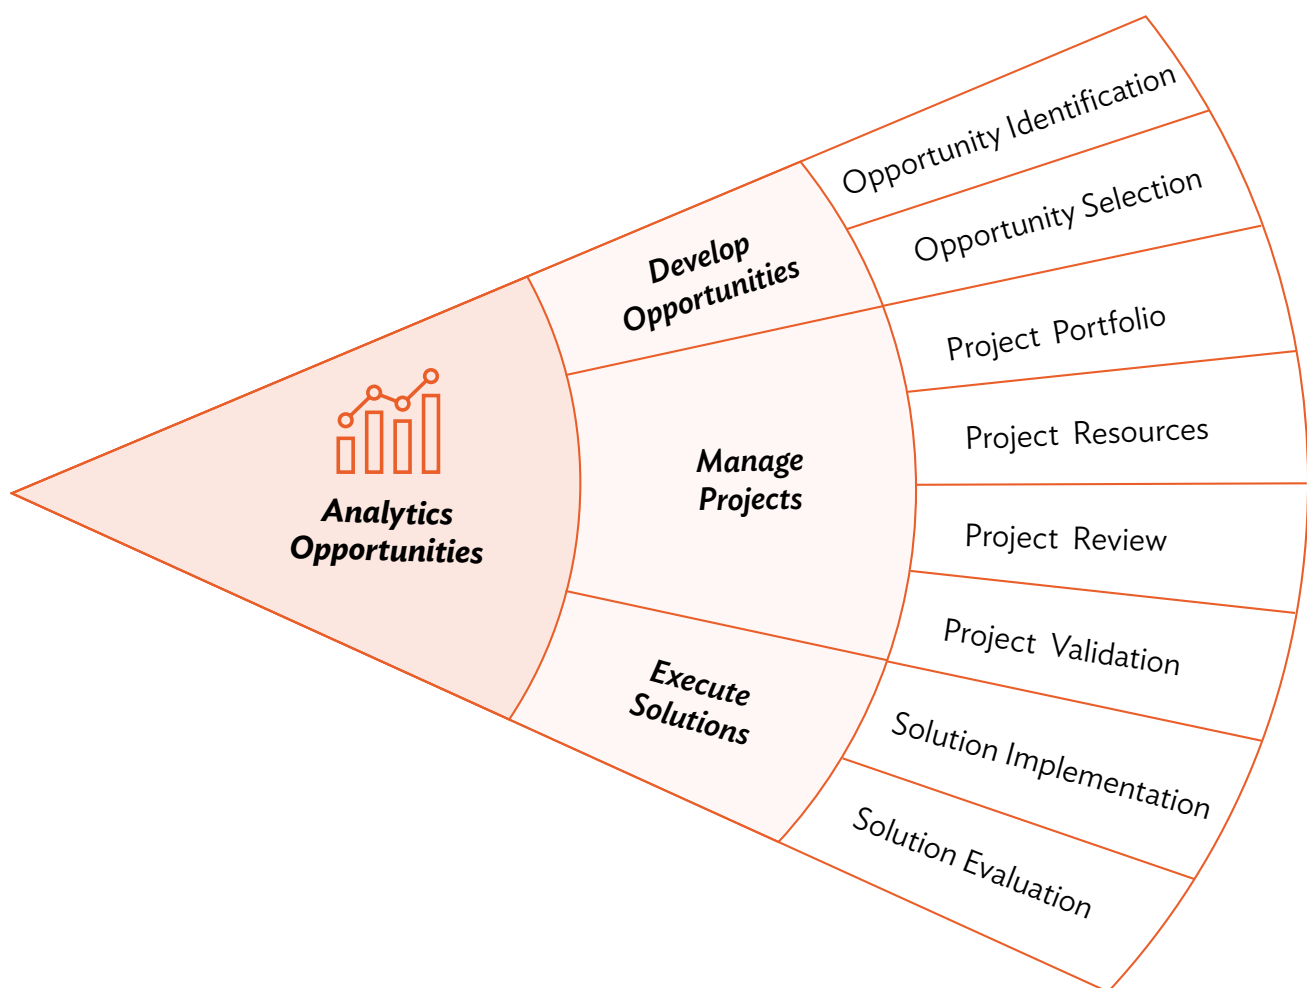 Analytics
Opportunities
Develop
Opportunities
Manage
Projects
Execute
Solutions
Opportunity Identification
Opportunity Selection
Project Portfolio
Project Resources
Project Review
Project Validation
Solution Implementation
Solution Evaluation